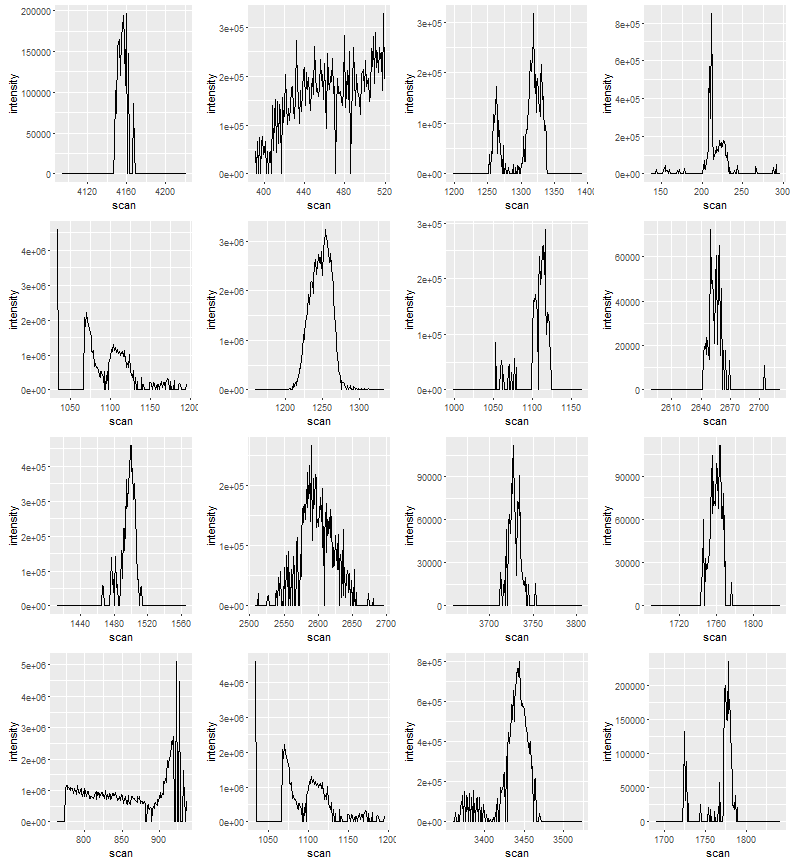 200000
150000
100000
50000
0
intensity
4120 4160 4200
scan
3e+05
2e+05
1e+05
0e+00
intensity
400 440 480 520
scan
3e+05
2e+05
1e+05
0e+00
intensity
1200 1250 1300 1350 1400
scan
8e+05
6e+05
4e+05
2e+05
0e+00
intensity
150 200 250 300
scan
4e+06
3e+06
2e+06
1e+06
0e+00
intensity
1050 1100 1150 1200
scan
3e+06
2e+06
1e+06
0e+00
intensity
1200 1250 1300
scan
3e+05
2e+05
1e+05
0e+00
intensity
1000 1050 1100 1150
scan
60000
40000
20000
0
intensity
2610 2640 2670 2700
scan
4e+05
3e+05
2e+05
1e+05
0e+00
intensity
1440 1480 1520 1560
scan
2e+05
1e+05
0e+00
intensity
2500 2550 2600 2650 2700
scan
90000
60000
30000
0
intensity
3700 3750 3800
scan
90000
60000
30000
0
intensity
1720 1760 1800
scan
5e+06
4e+06
3e+06
2e+06
1e+06
0e+00
intensity
800 850 900
scan
4e+06
3e+06
2e+06
1e+06
0e+00
intensity
1050 1100 1150 1200
scan
8e+05
6e+05
4e+05
2e+05
0e+00
intensity
3400 3450 3500
scan
200000
150000
100000
50000
0
intensity
1700 1750 1800
scan